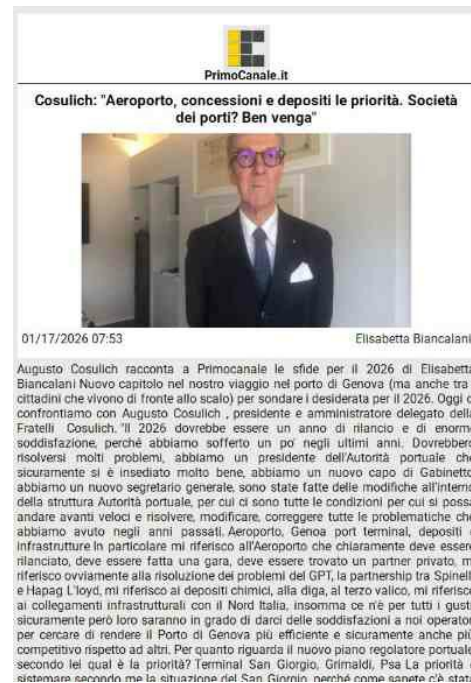 PrimoCanale.it
Cosulich: "Aeroporto, concessioni e depositi le priorità. Società
dei porti? Ben venga"
01/17/2026 07:53
Elisabetta Biancalani
Augusto Cosulich racconta a Primocanale le sfide per il 2026 di Elisabetta
Biancalani Nuovo capitolo nel nostro viaggio nel porto di Genova (ma anche tra i
cittadini che vivono di fronte allo scalo) per sondare i desiderata per il 2026. Oggi ci
confrontiamo con Augusto Cosulich , presidente e amministratore delegato della
Fratelli Cosulich. "Il 2026 dovrebbe essere un anno di rilancio e di enorme
soddisfazione, perché abbiamo sofferto un po' negli ultimi anni. Dovrebbero
risolversi molti problemi, abbiamo un presidente dell'Autorità portuale che
sicuramente si è insediato molto bene, abbiamo un nuovo capo di Gabinetto,
abbiamo un nuovo segretario generale, sono state fatte delle modifiche all'interno
della struttura Autorità portuale, per cui ci sono tutte le condizioni per cui si possa
andare avanti veloci e risolvere, modificare, correggere tutte le problematiche che
abbiamo avuto negli anni passati. Aeroporto, Genoa port terminal, depositi e
infrastrutture In particolare mi riferisco all'Aeroporto che chiaramente deve essere
rilanciato, deve essere fatta una gara, deve essere trovato un partner privato, mi
riferisco ovviamente alla risoluzione dei problemi del GPT, la partnership tra Spinelli
e Hapag L'loyd, mi riferisco ai depositi chimici, alla diga, al terzo valico, mi riferisco
ai collegamenti infrastrutturali con il Nord Italia, insomma ce n'è per tutti i gusti,
sicuramente però loro saranno in grado di darci delle soddisfazioni a noi operatori
per cercare di rendere il Porto di Genova più efficiente e sicuramente anche più
competitivo rispetto ad altri. Per quanto riguarda il nuovo piano regolatore portuale,
secondo lei qual è la priorità? Terminal San Giorgio, Grimaldi, Psa La priorità è
sistemare secondo me la situazione del San Giorgio, perché come sapete c'è stata